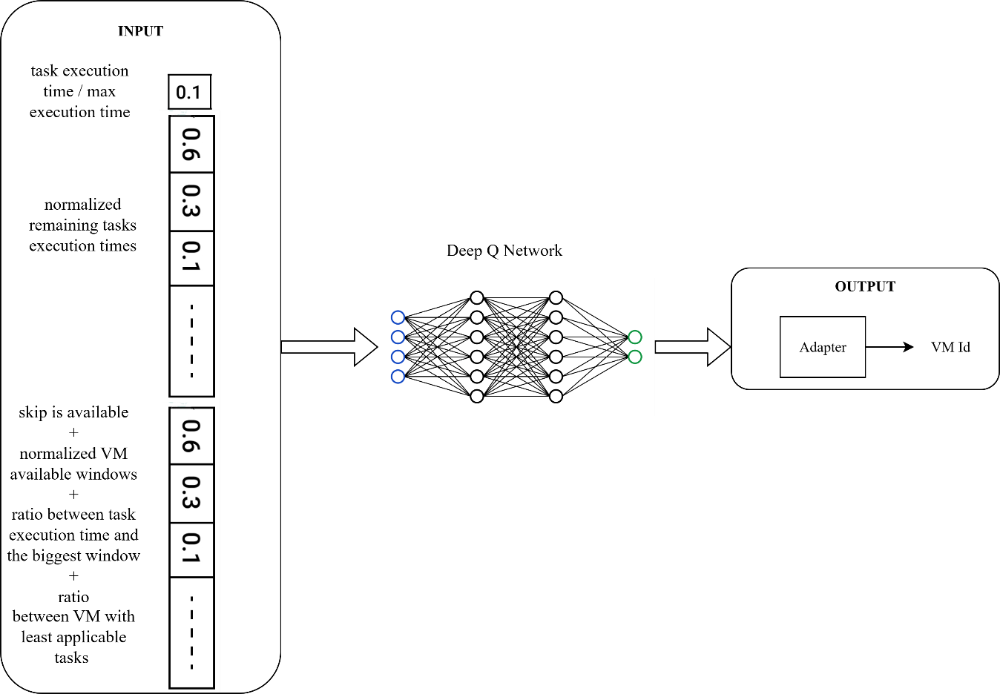 INPUT
task execution
time / max
execution time
0.1
0.6
0.3
0.1
normalized
remaining tasks
execution times
skip is available
+
normalized VM
available windows
+
ratio between task
execution time and
the biggest window
+
ratio
between VM with
least applicable
tasks
0.6
0.3
0.1
Deep Q Network
OUTPUT
Adapter
VM Id